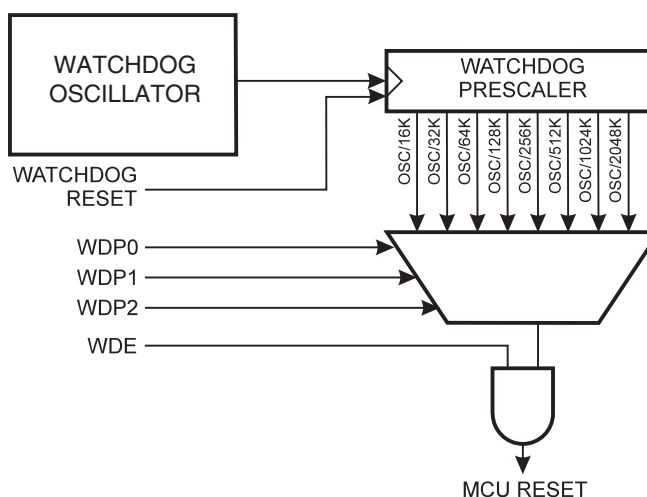 WATCHDOG
OSCILLATOR
WATCHDOG
PRESCALER
WATCHDOG
RESET
OSC/16K
OSC/32K
OSC/64K
OSC/128K
OSC/256K
OSC/512K
OSC/1024K
OSC/2048K
WDP0
WDP1
WDP2
WDE
MCU RESET